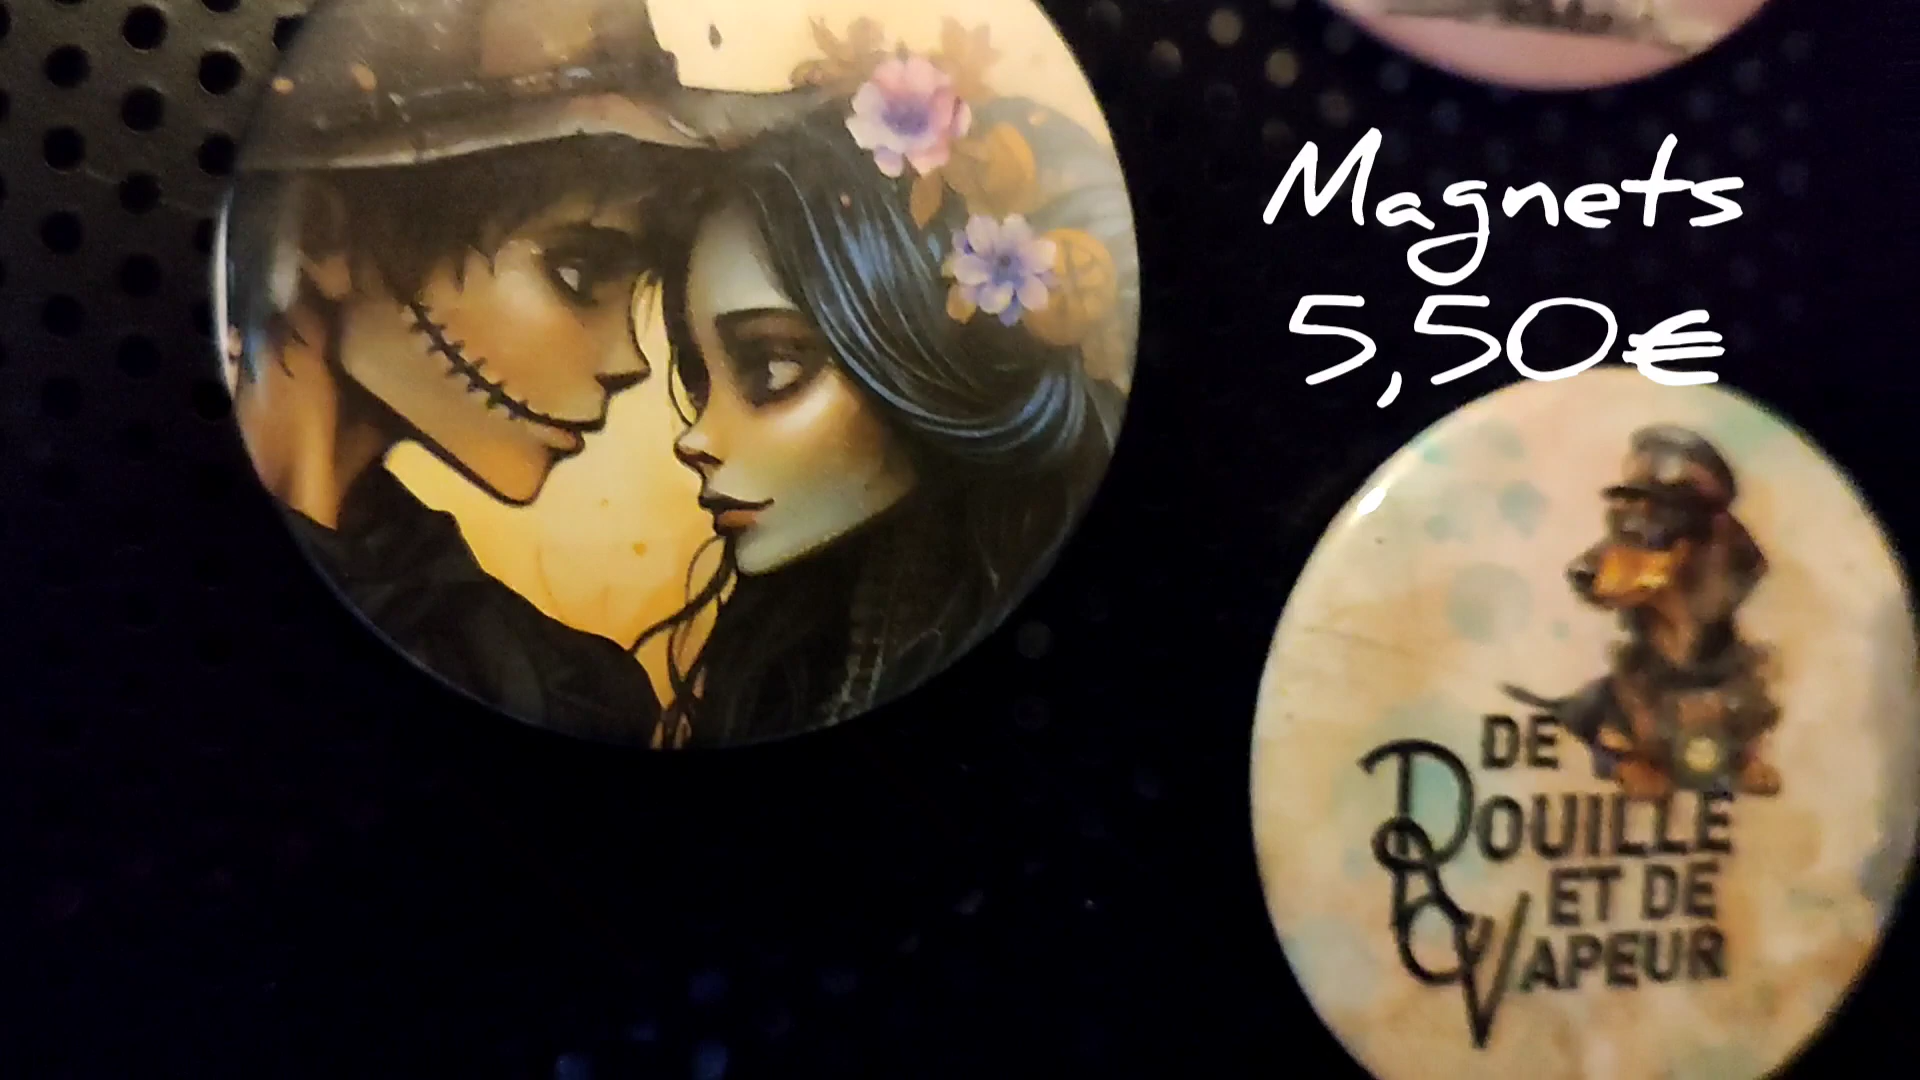 Magnets
5,50€
DE
DOUILLE
ET DE
VAPEUR